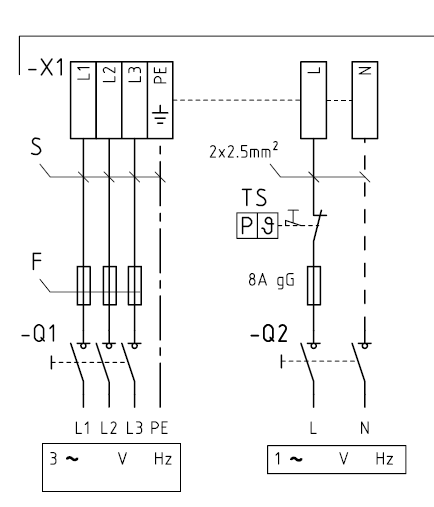 -X1 L1 L2 L3 PE L N
S 2x2.5mm²
TS
P ϑ
F 8A gG
-Q1 -Q2
L1 L2 L3 PE L N
3 ~ V Hz 1 ~ V Hz